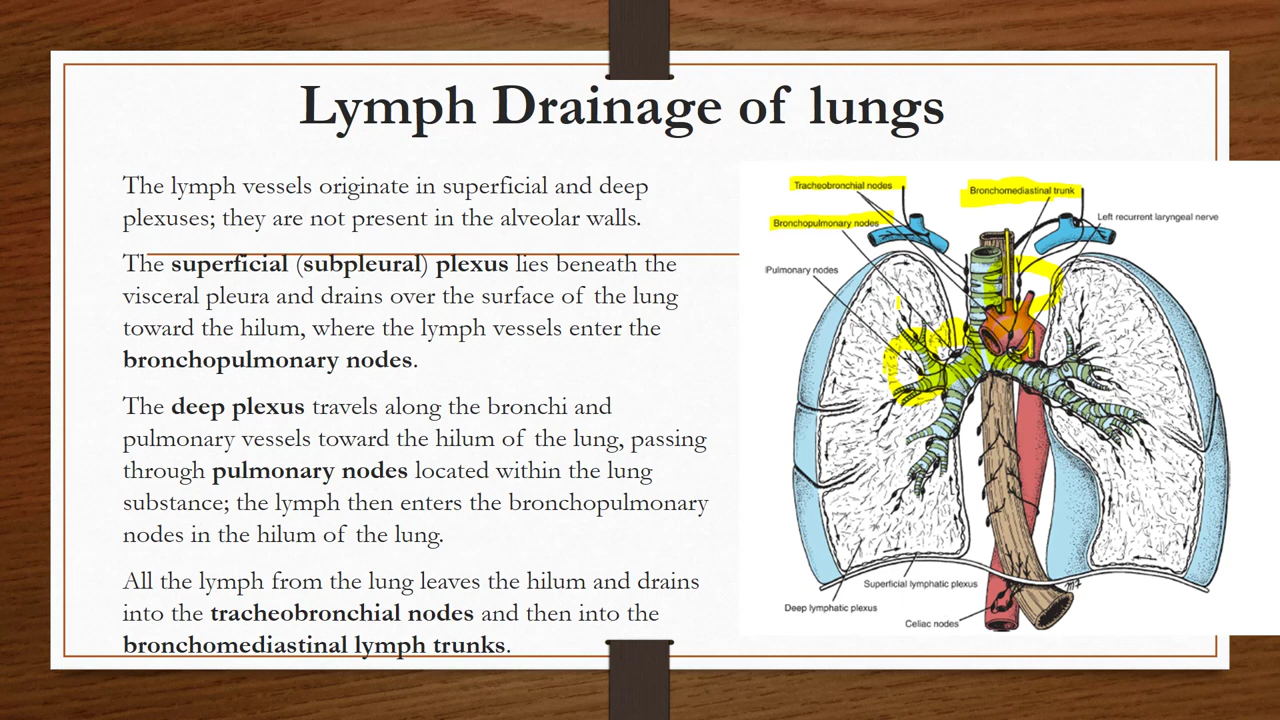 Lymph Drainage of lungs
The lymph vessels originate in superficial and deep
plexuses; they are not present in the alveolar walls.
The superficial (subpleural) plexus lies beneath the
visceral pleura and drains over the surface of the lung
toward the hilum, where the lymph vessels enter the
bronchopulmonary nodes.
The deep plexus travels along the bronchi and
pulmonary vessels toward the hilum of the lung, passing
through pulmonary nodes located within the lung
substance; the lymph then enters the bronchopulmonary
nodes in the hilum of the lung.
All the lymph from the lung leaves the hilum and drains
into the tracheobronchial nodes and then into the
bronchomediastinal lymph trunks.
Tracheobronchial nodes
Bronchomediastinal trunk
Left recurrent laryngeal nerve
Bronchopulmonary nodes
Pulmonary nodes
Superficial lymphatic plexus
Deep lymphatic plexus
Celiac nodes